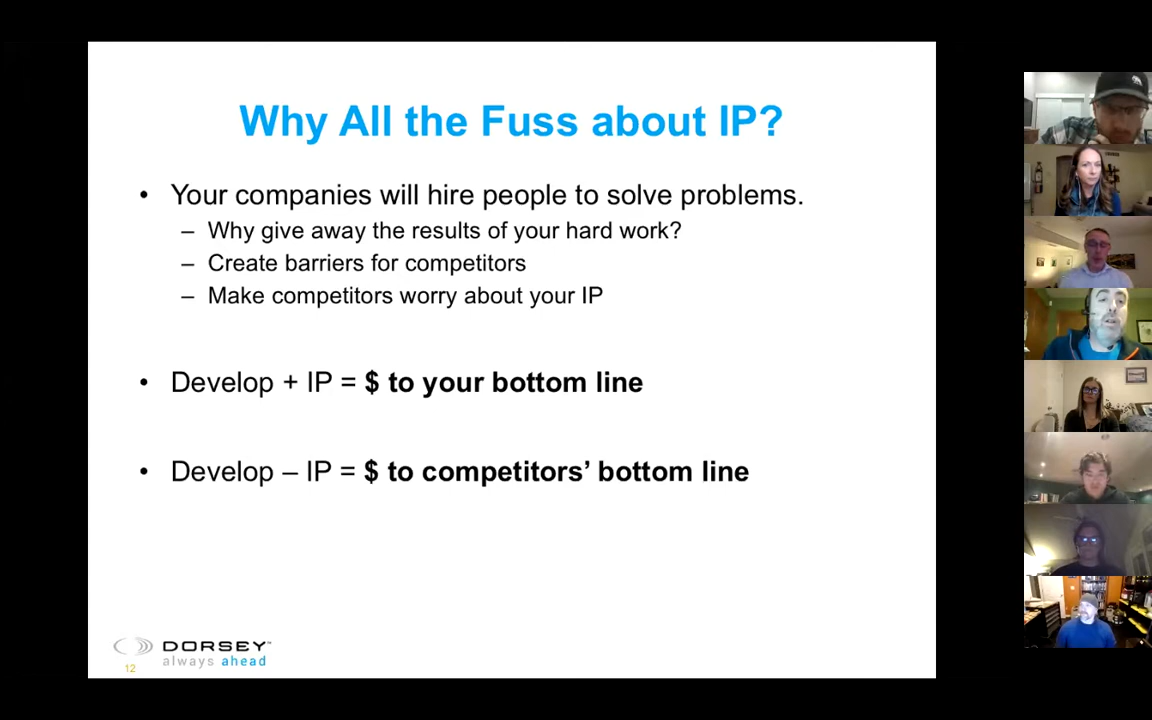 Why All the Fuss about IP?
• Your companies will hire people to solve problems.
– Why give away the results of your hard work?
– Create barriers for competitors
– Make competitors worry about your IP
• Develop + IP = $ to your bottom line
• Develop – IP = $ to competitors’ bottom line
DORSEY™
always ahead
12